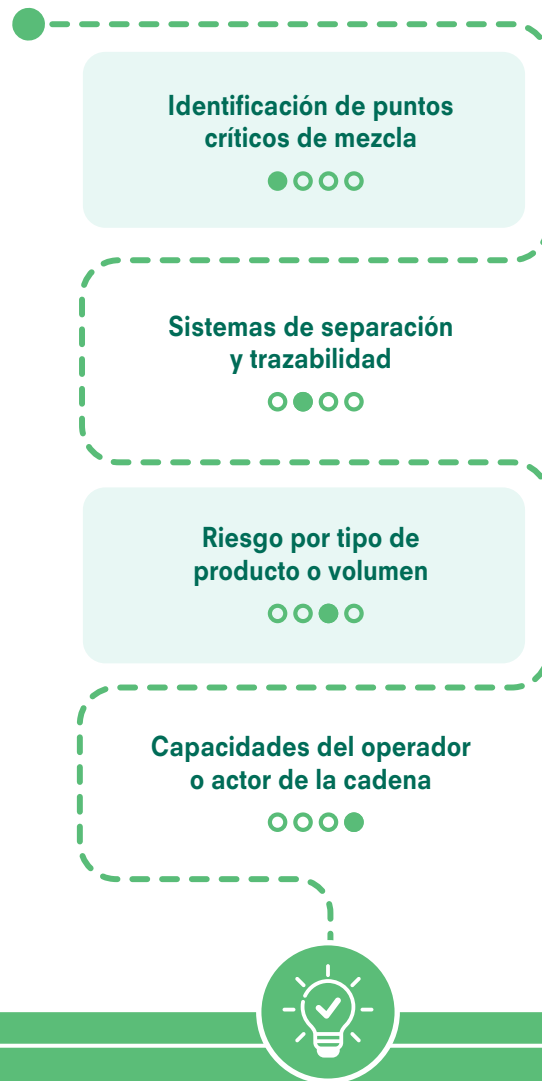 Identificación de puntos
críticos de mezcla
Sistemas de separación
y trazabilidad
Riesgo por tipo de
producto o volumen
Capacidades del operador
o actor de la cadena